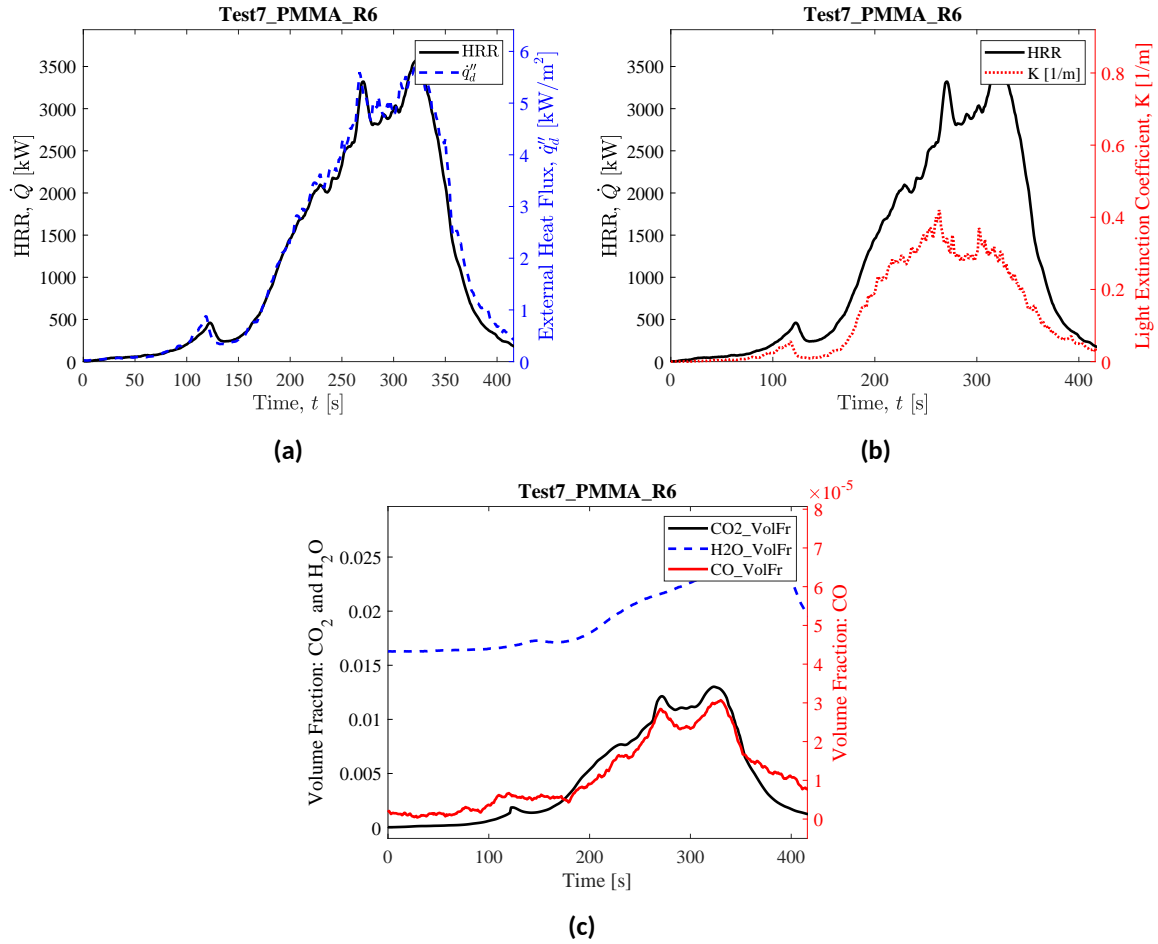 Test7_PMMA_R6
HRR
q̇″d
HRR, Q̇ [kW]
0
500
1000
1500
2000
2500
3000
3500
External Heat Flux, q̇″d [kW/m²]
0
1
2
3
4
5
6
0 50 100 150 200 250 300 350 400
Time, t [s]
(a)
Test7_PMMA_R6
HRR
K [1/m]
HRR, Q̇ [kW]
0
500
1000
1500
2000
2500
3000
3500
Light Extinction Coefficient, K [1/m]
0
0.2
0.4
0.6
0.8
0 100 200 300 400
Time, t [s]
(b)
Test7_PMMA_R6
×10⁻⁵
CO2_VolFr
H2O_VolFr
CO_VolFr
Volume Fraction: CO₂ and H₂O
0
0.005
0.01
0.015
0.02
0.025
Volume Fraction: CO
0
1
2
3
4
5
6
7
8
0 100 200 300 400
Time [s]
(c)